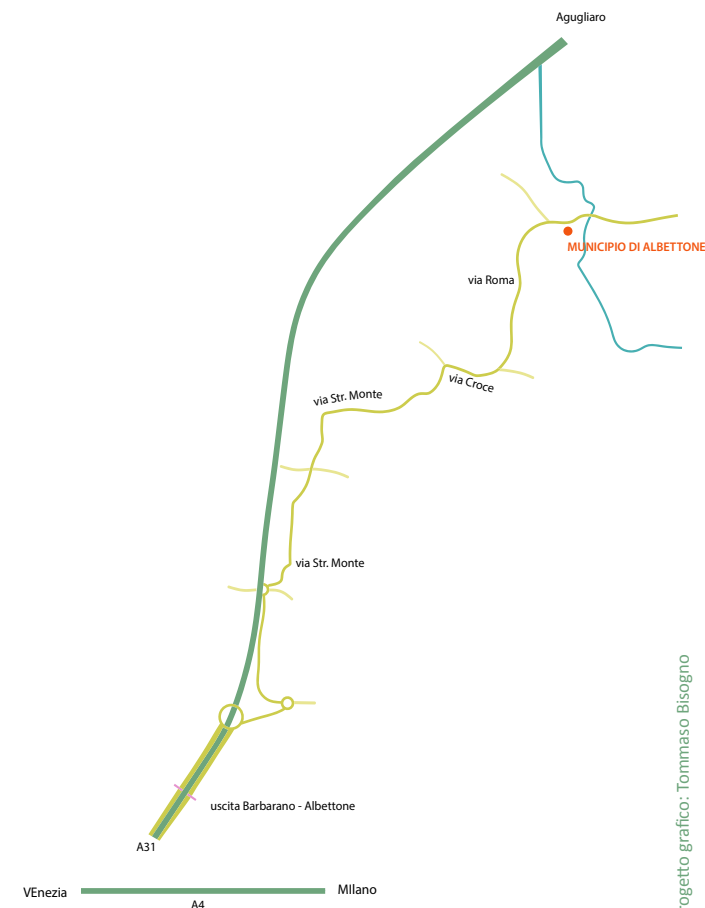 Agugliaro
MUNICIPIO DI ALBETTONE
via Roma
via Croce
via Str. Monte
via Str. Monte
uscita Barbarano - Albettone
A31
VEnezia
MIlano
A4
ogetto grafico: Tommaso Bisogno